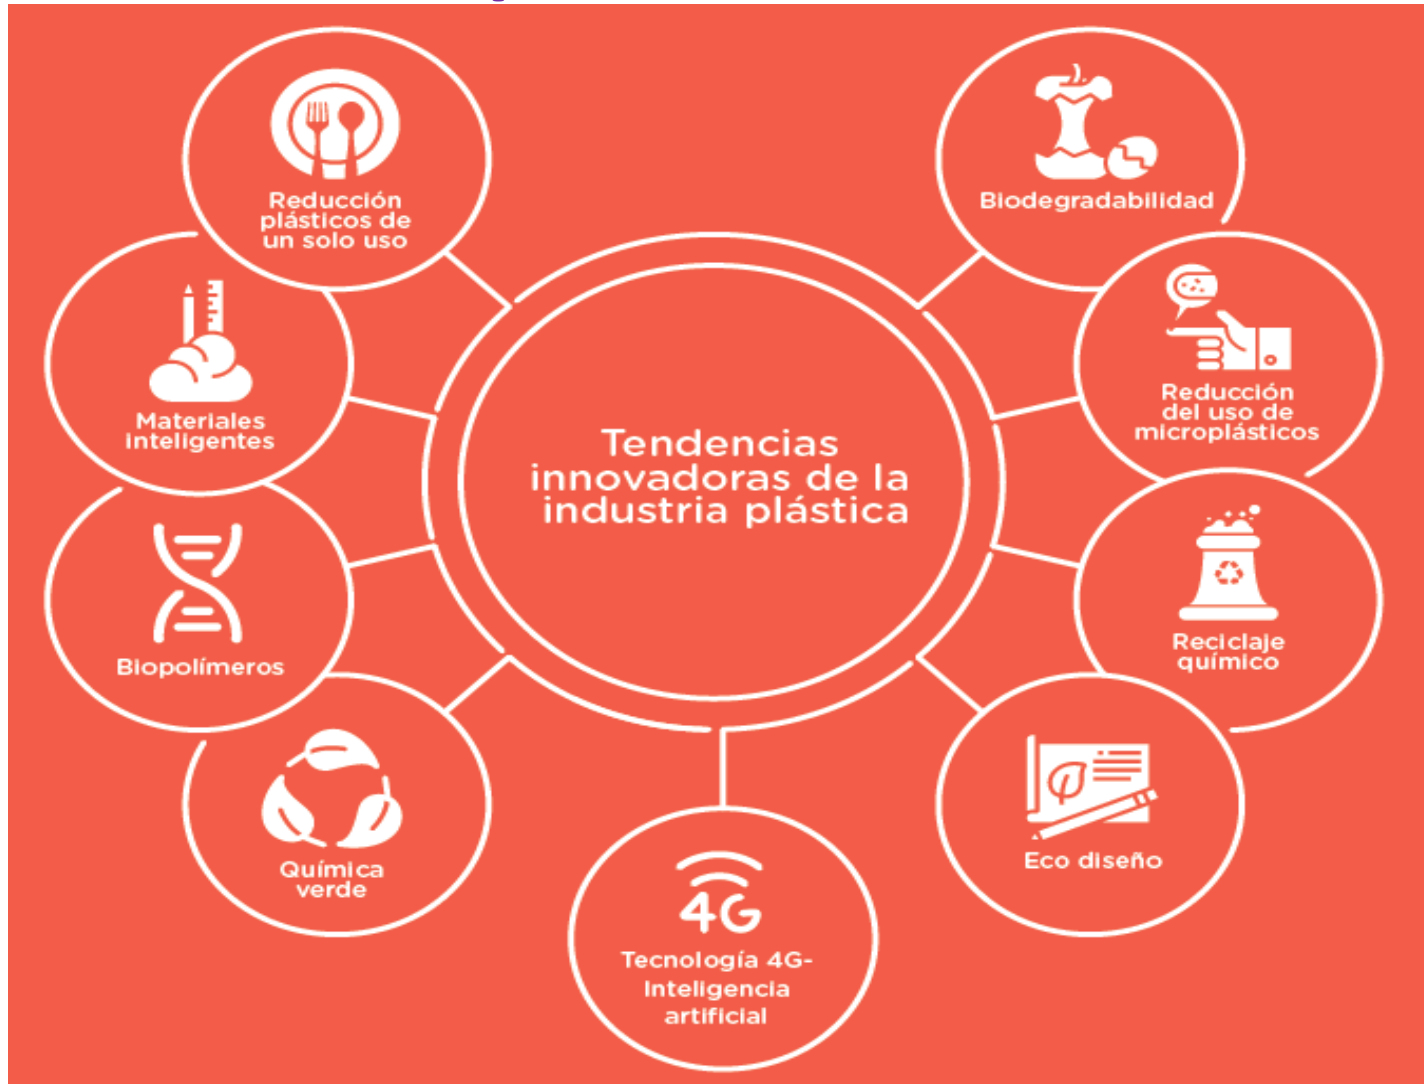 Reducción
plásticos de
un solo uso
Biodegradabilidad
Materiales
inteligentes
Reducción
del uso de
microplásticos
Tendencias
innovadoras de la
industria plástica
Biopolímeros
Reciclaje
químico
Química
verde
Eco diseño
4G
Tecnología 4G-
Inteligencia
artificial